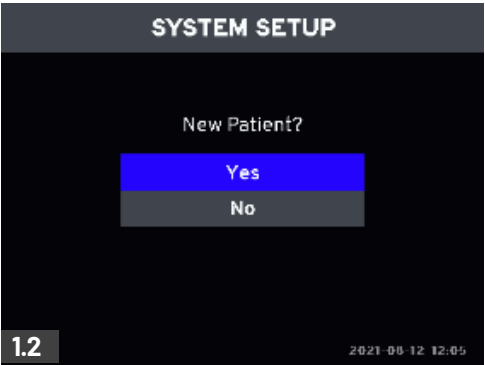 SYSTEM SETUP
New Patient?
Yes
No
1.2
2021-08-12 12:05